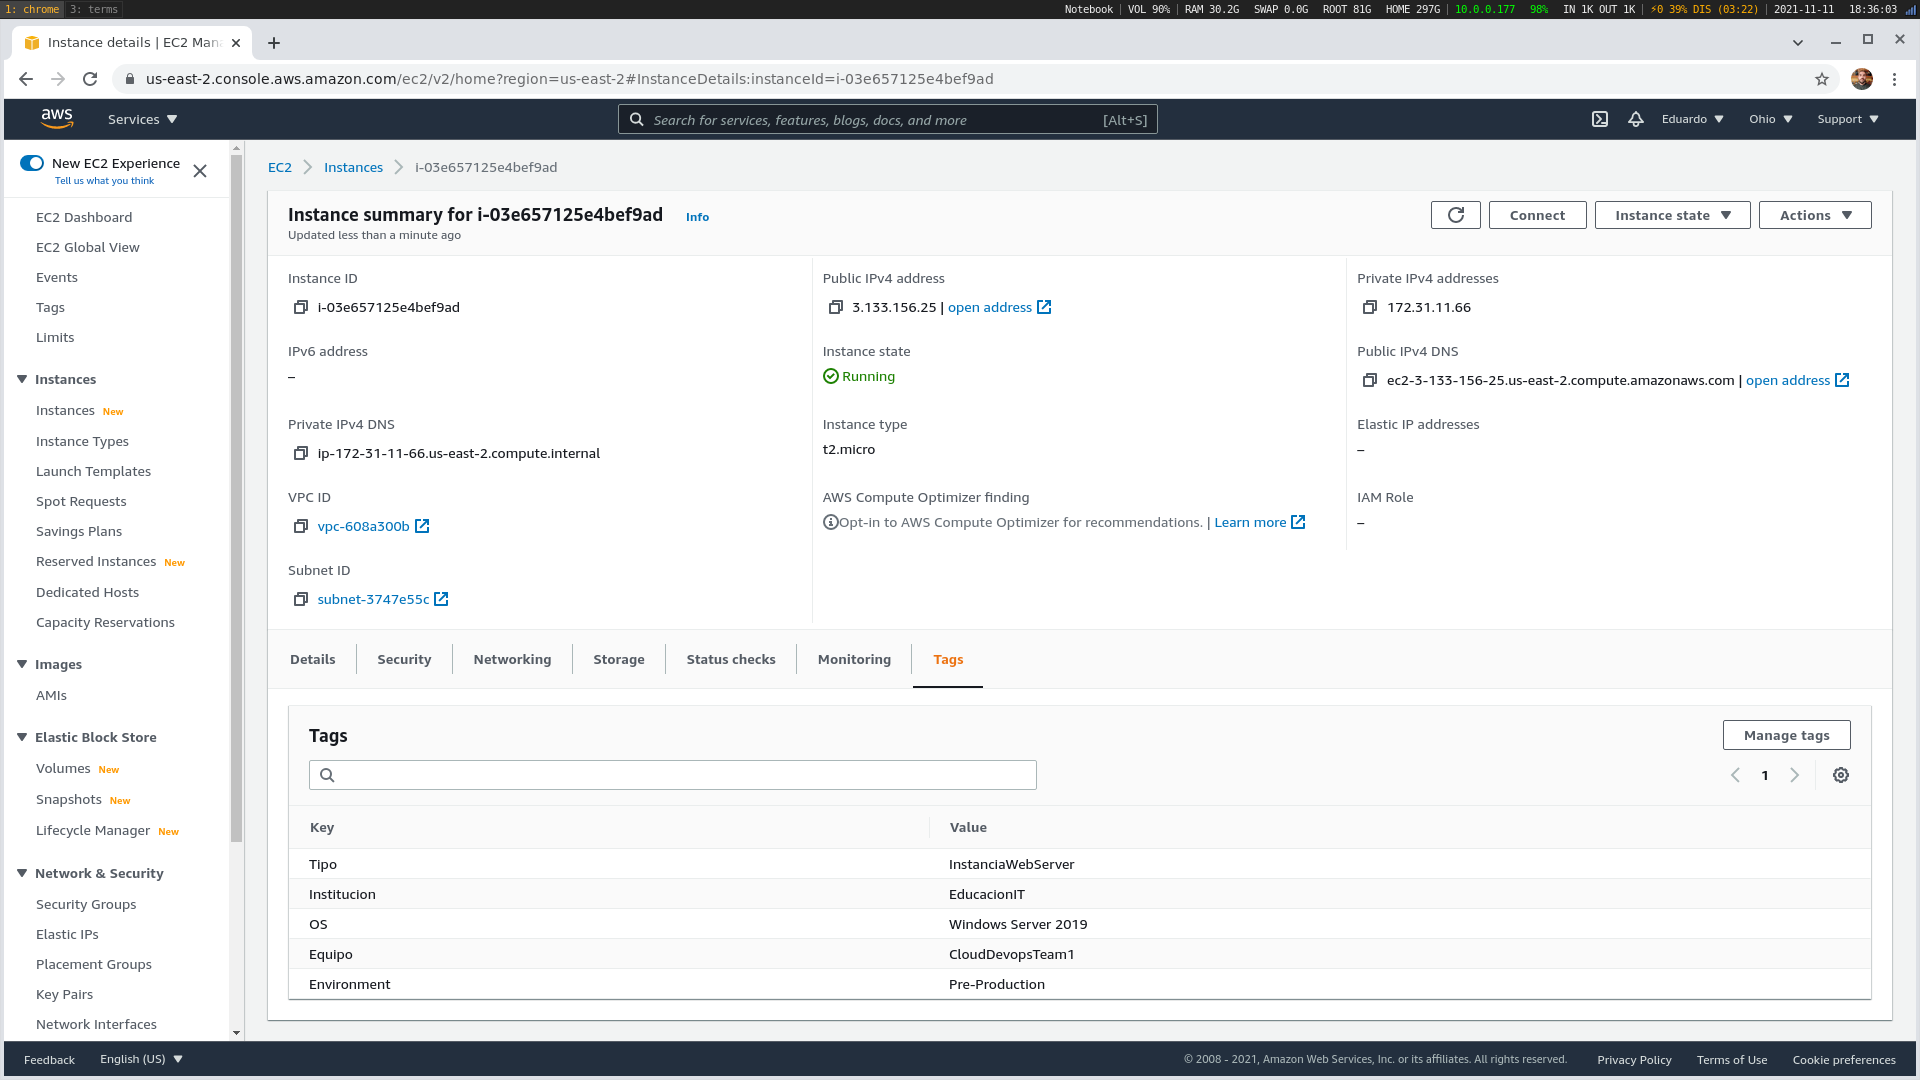 1: chrome 3: terms Notebook | VOL 90% | RAM 30.2G SWAP 0.0G ROOT 81G HOME 297G | 10.0.0.177 98% | IN 1K OUT 1K | ⚡0 39% DIS (03:22) | 2021-11-11 18:36:03
Instance details | EC2 Man
us-east-2.console.aws.amazon.com/ec2/v2/home?region=us-east-2#InstanceDetails:instanceId=i-03e657125e4bef9ad
aws Services ▼ Search for services, features, blogs, docs, and more [Alt+S] Eduardo ▼ Ohio ▼ Support ▼
New EC2 Experience
Tell us what you think
EC2 Dashboard
EC2 Global View
Events
Tags
Limits
Instances
Instances New
Instance Types
Launch Templates
Spot Requests
Savings Plans
Reserved Instances New
Dedicated Hosts
Capacity Reservations
Images
AMIs
Elastic Block Store
Volumes New
Snapshots New
Lifecycle Manager New
Network & Security
Security Groups
Elastic IPs
Placement Groups
Key Pairs
Network Interfaces
EC2 > Instances > i-03e657125e4bef9ad
Instance summary for i-03e657125e4bef9ad Info
Updated less than a minute ago
Connect Instance state ▼ Actions ▼
Instance ID
i-03e657125e4bef9ad
IPv6 address
–
Private IPv4 DNS
ip-172-31-11-66.us-east-2.compute.internal
VPC ID
vpc-608a300b
Subnet ID
subnet-3747e55c
Public IPv4 address
3.133.156.25 | open address
Instance state
Running
Instance type
t2.micro
AWS Compute Optimizer finding
Opt-in to AWS Compute Optimizer for recommendations. | Learn more
Private IPv4 addresses
172.31.11.66
Public IPv4 DNS
ec2-3-133-156-25.us-east-2.compute.amazonaws.com | open address
Elastic IP addresses
–
IAM Role
–
Details Security Networking Storage Status checks Monitoring Tags
Tags
Manage tags
1
Key Value
Tipo InstanciaWebServer
Institucion EducacionIT
OS Windows Server 2019
Equipo CloudDevopsTeam1
Environment Pre-Production
Feedback English (US) ▼ © 2008 - 2021, Amazon Web Services, Inc. or its affiliates. All rights reserved. Privacy Policy Terms of Use Cookie preferences